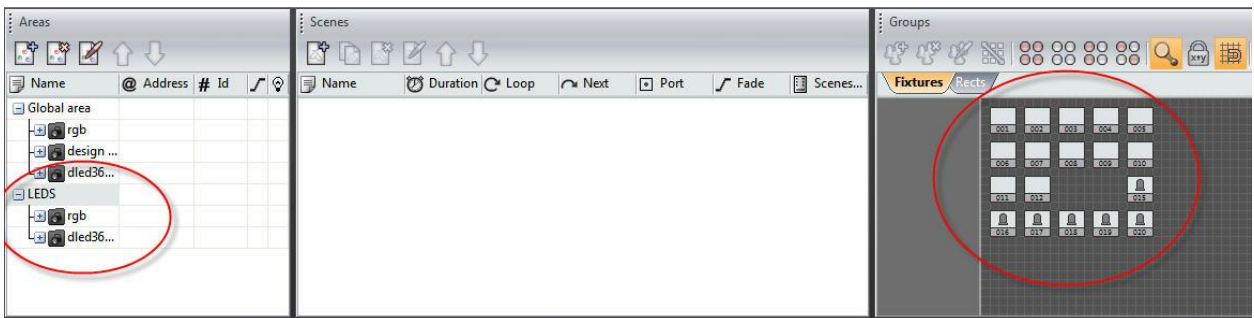 Areas
Name @ Address # Id
Global area
rgb
design ...
dled36...
LEDS
rgb
dled36...
Scenes
Name Duration Loop Next Port Fade Scenes...
Groups
x+y
Fixtures Rects
001 002 003 004 005
006 007 008 009 010
011 012 015
016 017 018 019 020